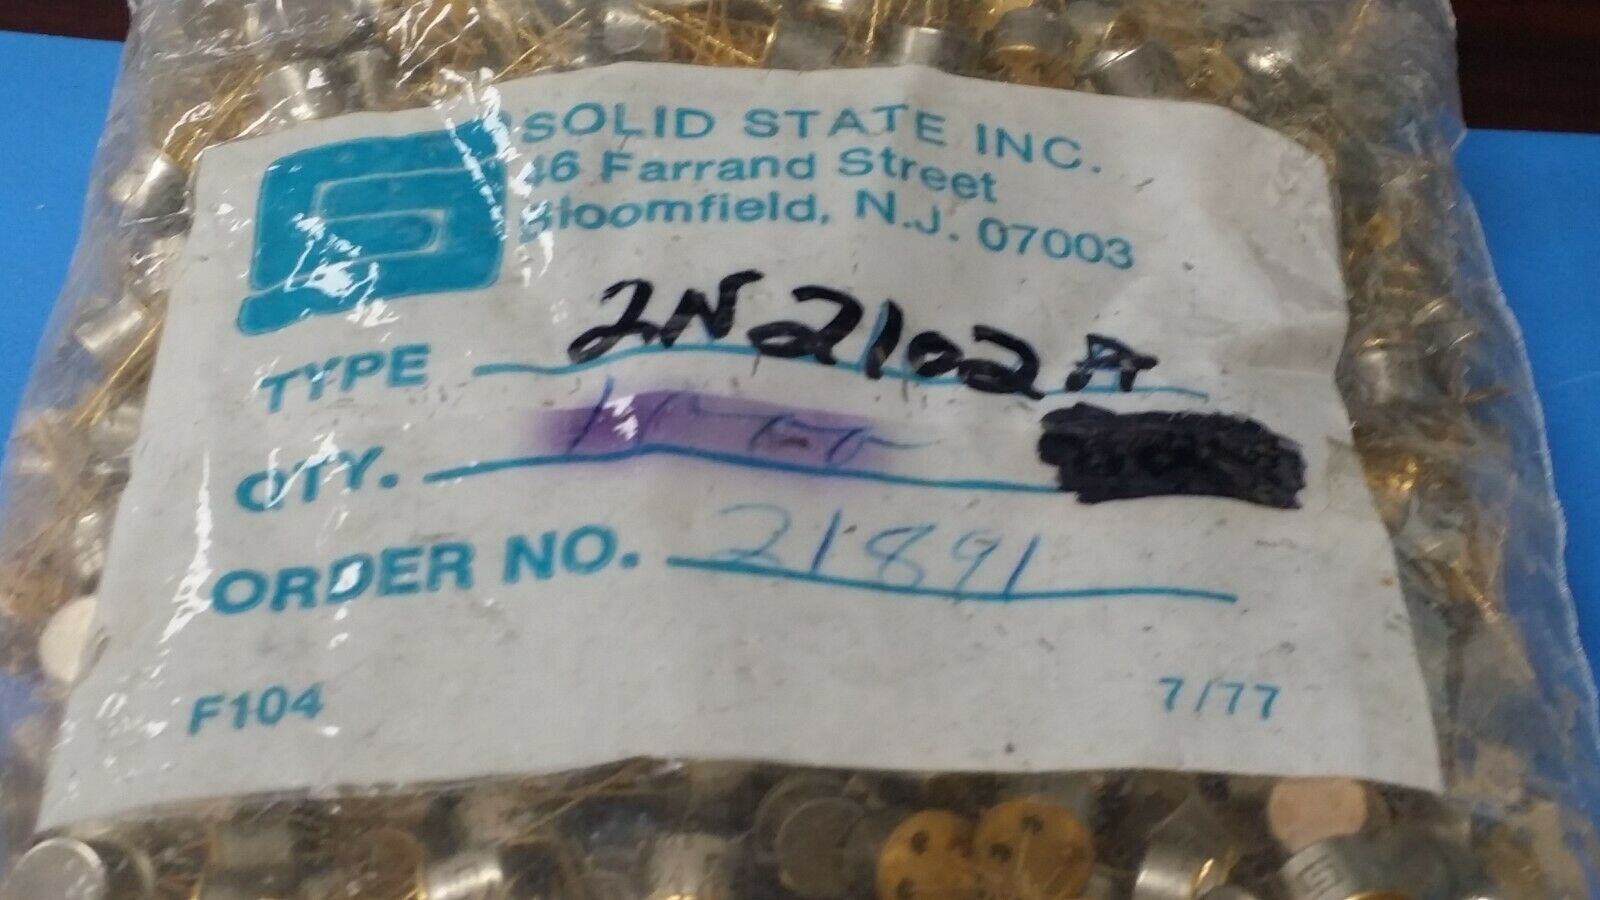 SOLID STATE INC.
46 Farrand Street
Bloomfield, N.J. 07003
TYPE 2N2102A
QTY.
ORDER NO. 21891
F104 7/77